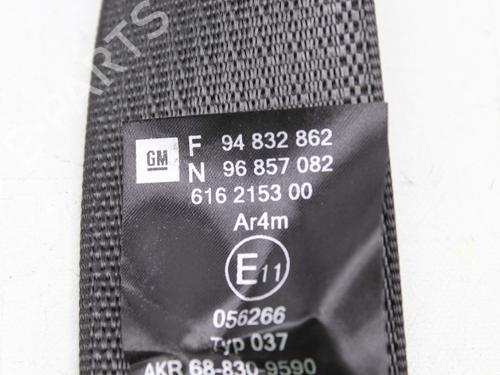 GM F 94 832 862
N 96 857 082
616 2153 00
Ar4m
E11
056266
Typ 037
AKR 68-830-9590